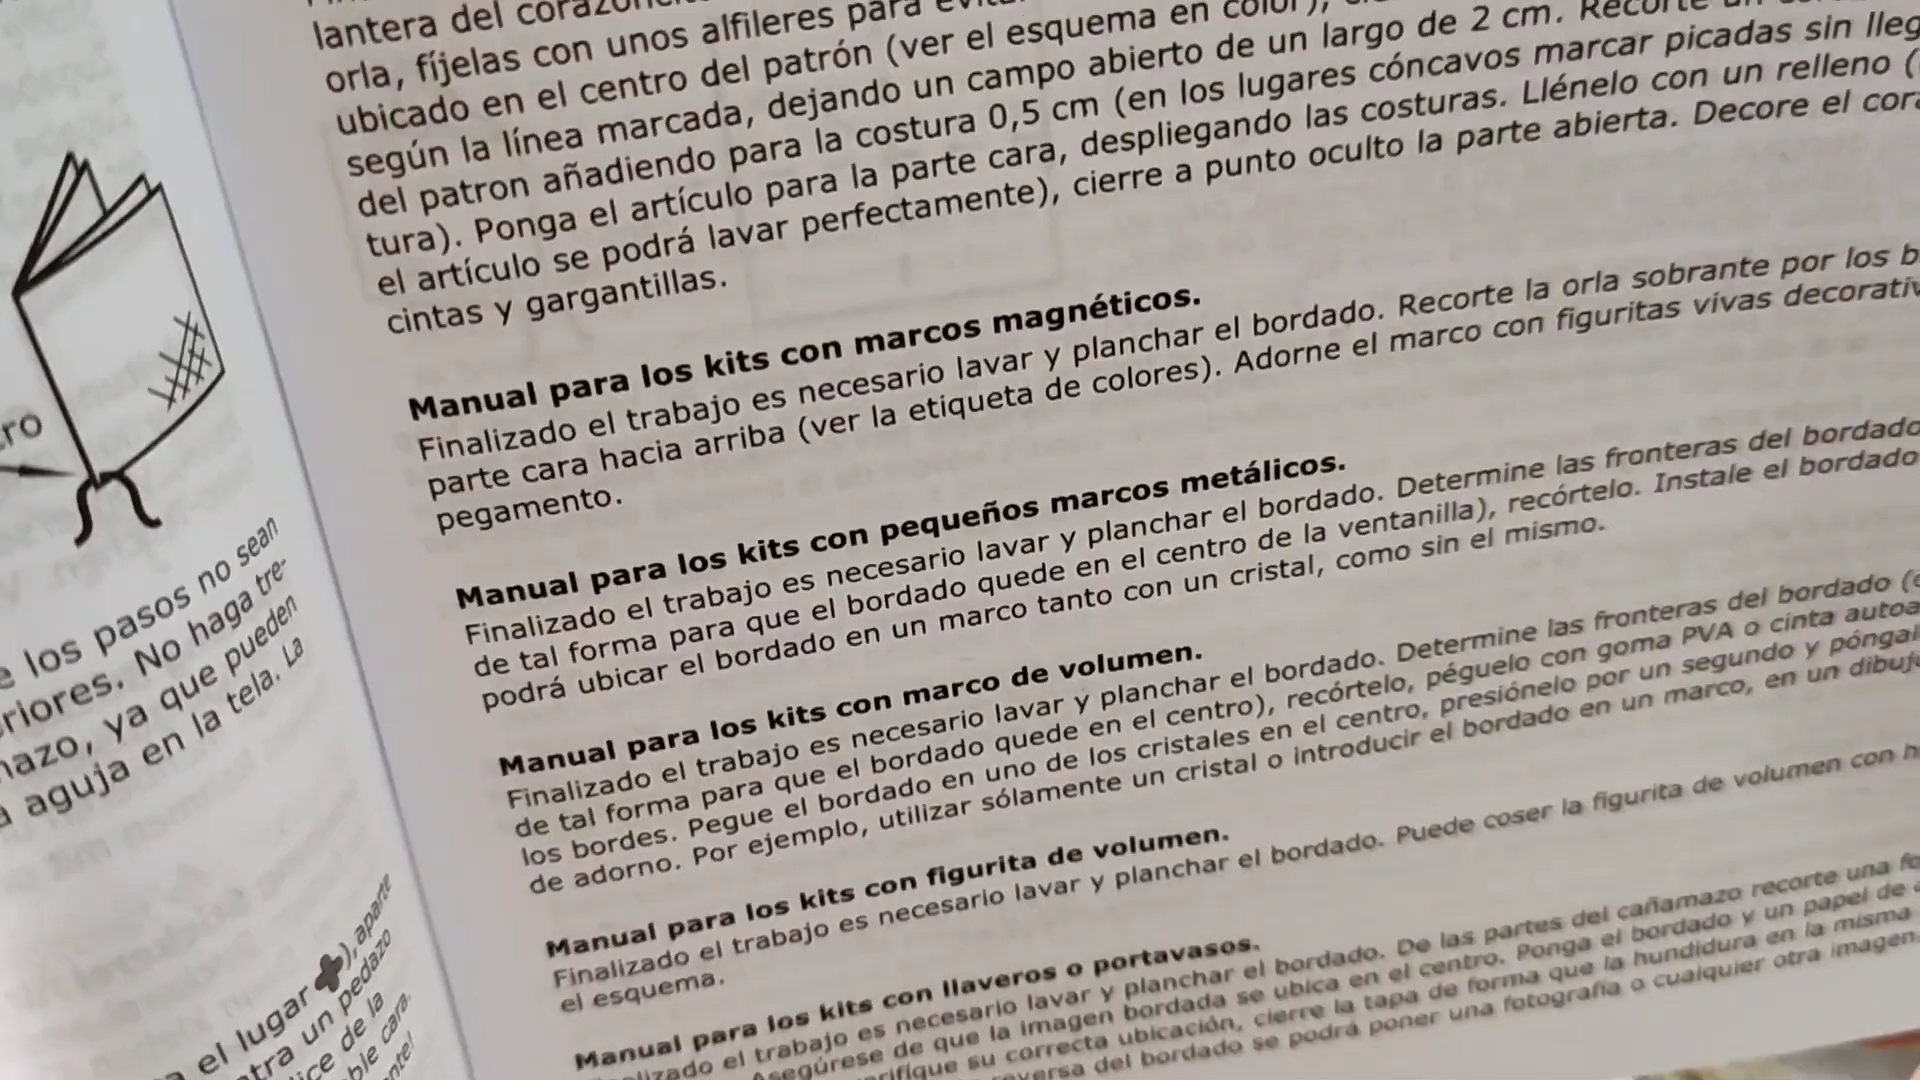 ro
e los pasos no sean
riores. No haga tre-
mazo, ya que pueden
a aguja en la tela. La
a el lugar ), aparte
tra un pedazo
ice de la
ble cara.
nte!
lantera del
orla, fíjelas con unos alfileres para
ubicado en el centro del patrón (ver el esquema en color),
según la línea marcada, dejando un campo abierto de un largo de 2 cm. Recorte
del patron añadiendo para la costura 0,5 cm (en los lugares cóncavos marcar picadas sin lleg
tura). Ponga el artículo para la parte cara, despliegando las costuras. Llénelo con un relleno (
el artículo se podrá lavar perfectamente), cierre a punto oculto la parte abierta. Decore el cora
cintas y gargantillas.
Manual para los kits con marcos magnéticos.
Finalizado el trabajo es necesario lavar y planchar el bordado. Recorte la orla sobrante por los b
parte cara hacia arriba (ver la etiqueta de colores). Adorne el marco con figuritas vivas decorativ
pegamento.
Manual para los kits con pequeños marcos metálicos.
Finalizado el trabajo es necesario lavar y planchar el bordado. Determine las fronteras del bordado
de tal forma para que el bordado quede en el centro de la ventanilla), recórtelo. Instale el bordado
podrá ubicar el bordado en un marco tanto con un cristal, como sin el mismo.
Manual para los kits con marco de volumen.
Finalizado el trabajo es necesario lavar y planchar el bordado. Determine las fronteras del bordado (
de tal forma para que el bordado quede en el centro), recórtelo, péguelo con goma PVA o cinta autoa
los bordes. Pegue el bordado en uno de los cristales en el centro, presiónelo por un segundo y póngal
de adorno. Por ejemplo, utilizar sólamente un cristal o introducir el bordado en un marco, en un dibuj
Manual para los kits con figurita de volumen.
Finalizado el trabajo es necesario lavar y planchar el bordado. Puede coser la figurita de volumen con h
el esquema.
Manual para los kits con llaveros o portavasos.
lizado el trabajo es necesario lavar y planchar el bordado. De las partes del cañamazo recorte una fo
Asegúrese de que la imagen bordada se ubica en el centro. Ponga el bordado y un papel de
rifique su correcta ubicación, cierre la tapa de forma que la hundidura en la misma
reversa del bordado se podrá poner una fotografía o cualquier otra imagen.